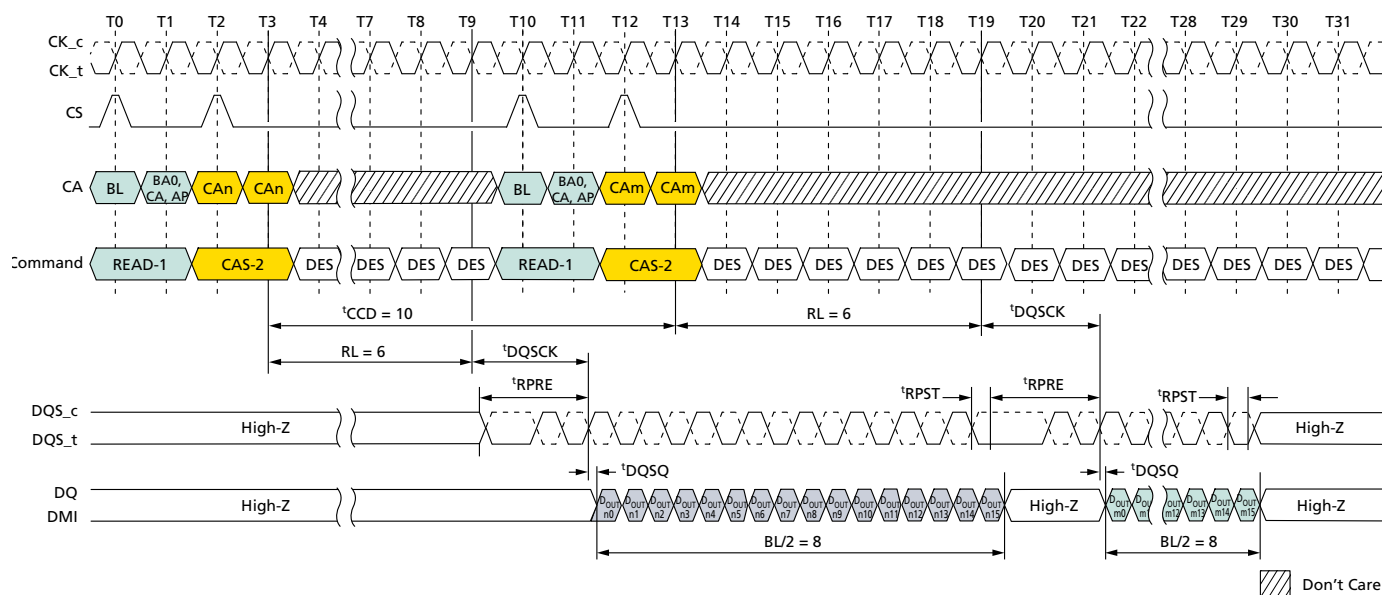 T0 T1 T2 T3 T4 T7 T8 T9 T10 T11 T12 T13 T14 T15 T16 T17 T18 T19 T20 T21 T22 T28 T29 T30 T31
CK_c
CK_t
CS
CA BL BA0, CA, AP CAn CAn BL BA0, CA, AP CAm CAm
Command READ-1 CAS-2 DES DES DES DES READ-1 CAS-2 DES DES DES DES DES DES DES DES DES DES DES DES DES
tCCD = 10 RL = 6 tDQSCK
RL = 6 tDQSCK
tRPRE tRPST tRPRE tRPST
DQS_c
DQS_t High-Z High-Z
tDQSQ tDQSQ
DQ
DMI High-Z DOUT n0 DOUT n1 DOUT n2 DOUT n3 DOUT n4 DOUT n5 DOUT n6 DOUT n7 DOUT n8 DOUT n9 DOUT n10 DOUT n11 DOUT n12 DOUT n13 DOUT n14 DOUT n15 High-Z DOUT m0 DOUT m12 DOUT m13 DOUT m14 DOUT m15 High-Z
BL/2 = 8 BL/2 = 8
Don't Care